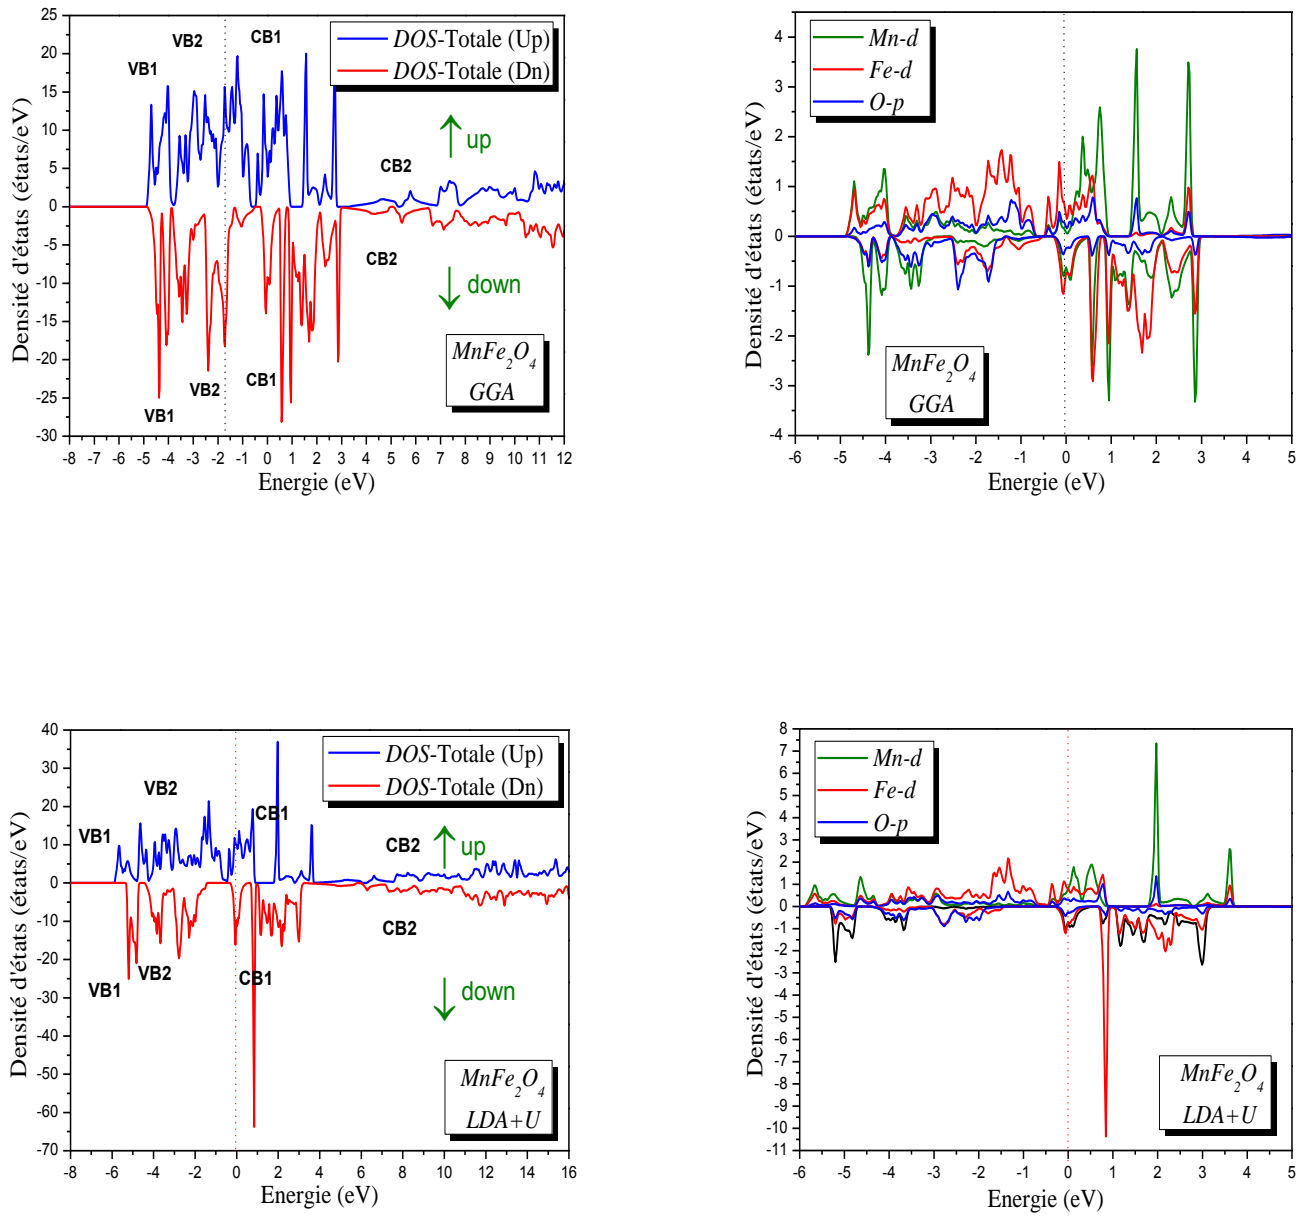 DOS-Totale (Up)
DOS-Totale (Dn)
VB1
VB2
CB1
CB2
up
CB2
down
VB1
VB2
CB1
MnFe2O4
GGA
25
20
15
10
5
0
-5
-10
-15
-20
-25
-30
-8 -7 -6 -5 -4 -3 -2 -1 0 1 2 3 4 5 6 7 8 9 10 11 12
Densité d'états (états/eV)
Energie (eV)
Mn-d
Fe-d
O-p
MnFe2O4
GGA
4
3
2
1
0
-1
-2
-3
-4
-6 -5 -4 -3 -2 -1 0 1 2 3 4 5
Densité d'états (états/eV)
Energie (eV)
DOS-Totale (Up)
DOS-Totale (Dn)
VB1
VB2
CB1
CB2
up
CB2
down
VB1
VB2
CB1
MnFe2O4
LDA+U
40
30
20
10
0
-10
-20
-30
-40
-50
-60
-70
-8 -6 -4 -2 0 2 4 6 8 10 12 14 16
Densité d'états (états/eV)
Energie (eV)
Mn-d
Fe-d
O-p
MnFe2O4
LDA+U
8
7
6
5
4
3
2
1
0
-1
-2
-3
-4
-5
-6
-7
-8
-9
-10
-11
-6 -5 -4 -3 -2 -1 0 1 2 3 4 5
Densité d'états (états/eV)
Energie (eV)